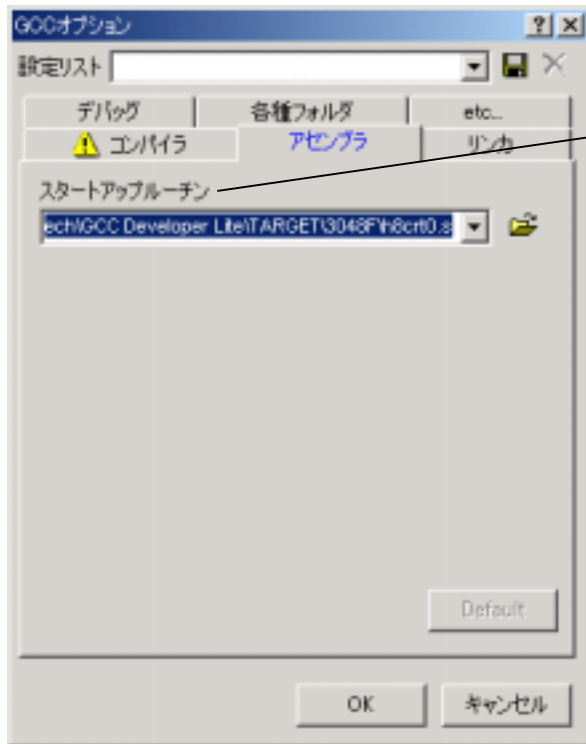 GCCオプション
設定リスト
デバッグ 各種フォルダ etc...
コンパイラ アセンブラ リンカ
スタートアップルーチン
ech\GCC Developer Lite\TARGET\3048F\h8crt0.s
Default
OK キャンセル